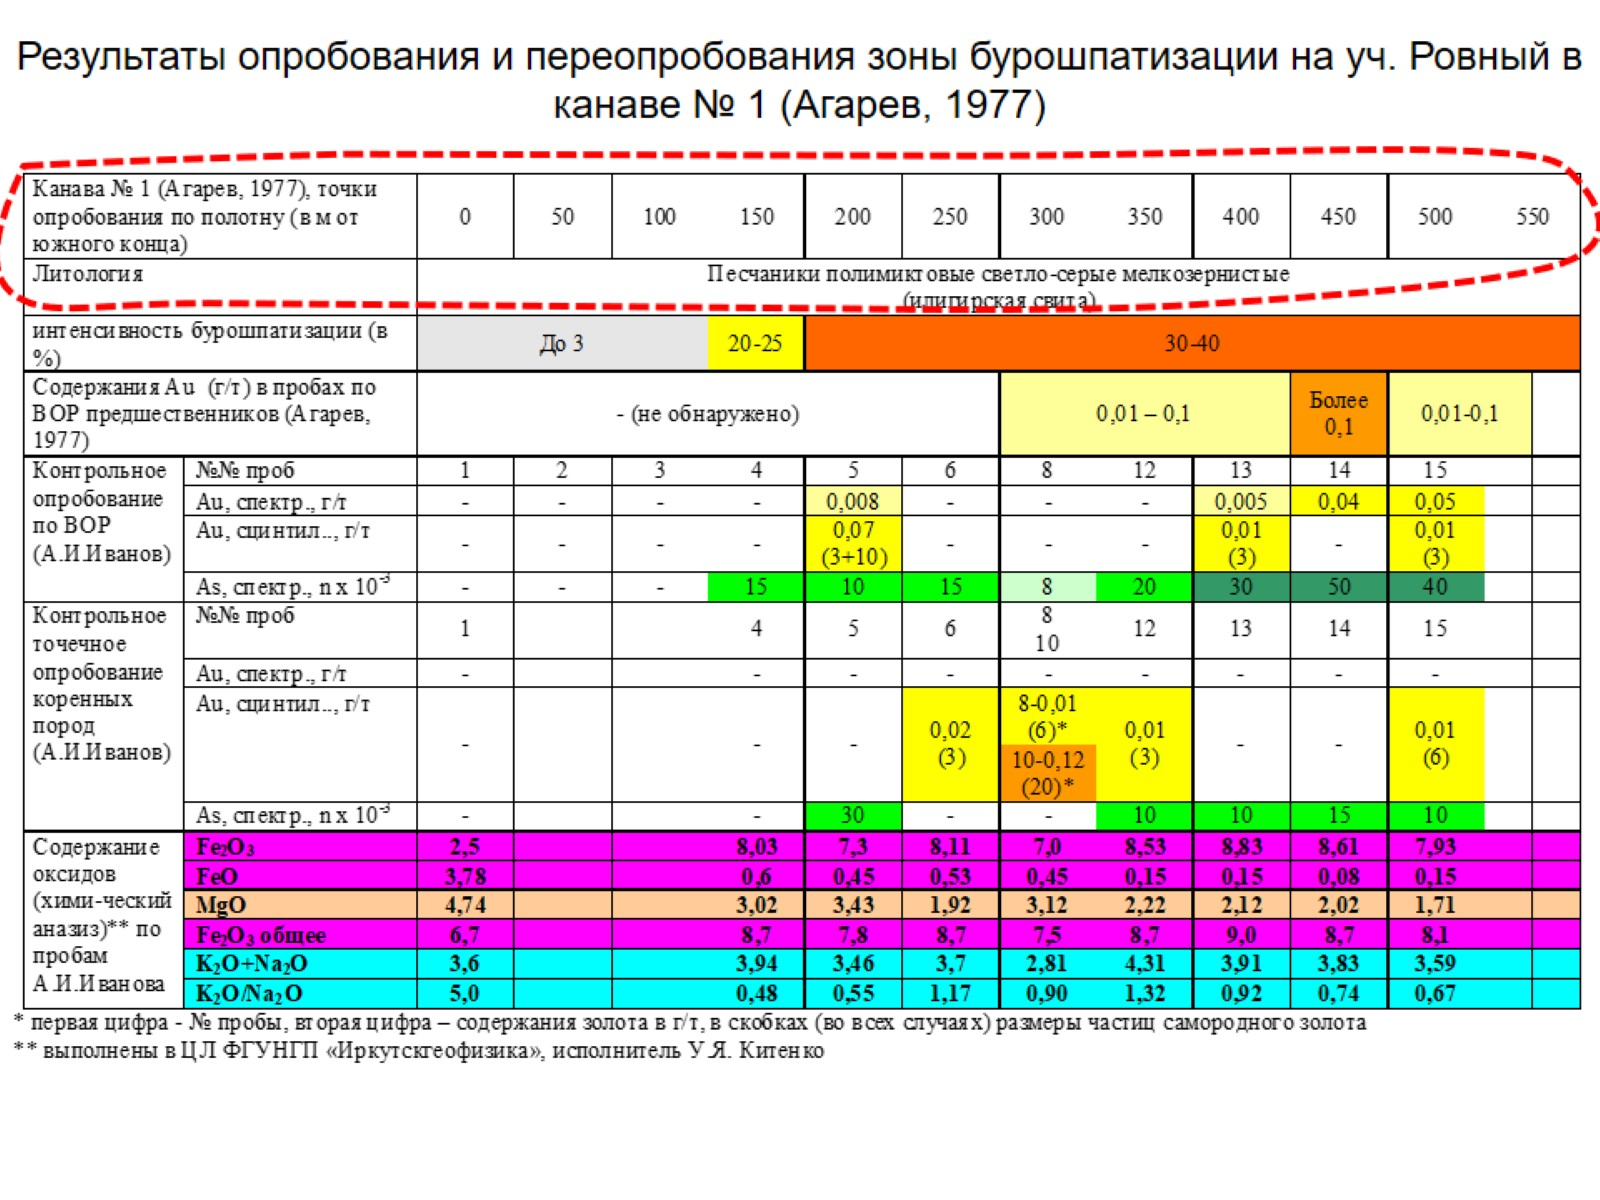 Результаты опробования и переопробования зоны бурошпатизации на уч. Ровный в
канаве № 1 (Агарев, 1977)
Канава № 1 (Агарев, 1977), точки
опробования по полотну (в м от
южного конца)
0 50 100 150 200 250 300 350 400 450 500 550
Литология
Песчаники полимиктовые светло-серые мелкозернистые
(илигирская свита)
интенсивность бурошпатизации (в
%)
До 3 20-25 30-40
Содержания Au (г/т) в пробах по
ВОР предшественников (Агарев,
1977)
- (не обнаружено) 0,01 – 0,1 Более
0,1 0,01-0,1
Контрольное
опробование
по ВОР
(А.И.Иванов)
№№ проб 1 2 3 4 5 6 8 12 13 14 15
Au, спектр., г/т - - - - 0,008 - - - 0,005 0,04 0,05
Au, сцинтил.., г/т - - - - 0,07
(3+10) - - - 0,01
(3) - 0,01
(3)
As, спектр., n x 10⁻³ - - - 15 10 15 8 20 30 50 40
Контрольное
точечное
опробование
коренных
пород
(А.И.Иванов)
№№ проб 1 4 5 6 8
10 12 13 14 15
Au, спектр., г/т - - - - - - - - -
Au, сцинтил.., г/т - - - 0,02
(3) 8-0,01
(6)*
10-0,12
(20)* 0,01
(3) - - 0,01
(6)
As, спектр., n x 10⁻³ - - 30 - - 10 10 15 10
Содержание
оксидов
(хими-ческий
аназиз)** по
пробам
А.И.Иванова
Fe₂O₃ 2,5 8,03 7,3 8,11 7,0 8,53 8,83 8,61 7,93
FeO 3,78 0,6 0,45 0,53 0,45 0,15 0,15 0,08 0,15
MgO 4,74 3,02 3,43 1,92 3,12 2,22 2,12 2,02 1,71
Fe₂O₃ общее 6,7 8,7 7,8 8,7 7,5 8,7 9,0 8,7 8,1
K₂O+Na₂O 3,6 3,94 3,46 3,7 2,81 4,31 3,91 3,83 3,59
K₂O/Na₂O 5,0 0,48 0,55 1,17 0,90 1,32 0,92 0,74 0,67
* первая цифра - № пробы, вторая цифра – содержания золота в г/т, в скобках (во всех случаях) размеры частиц самородного золота
** выполнены в ЦЛ ФГУНГП «Иркутскгеофизика», исполнитель У.Я. Китенко